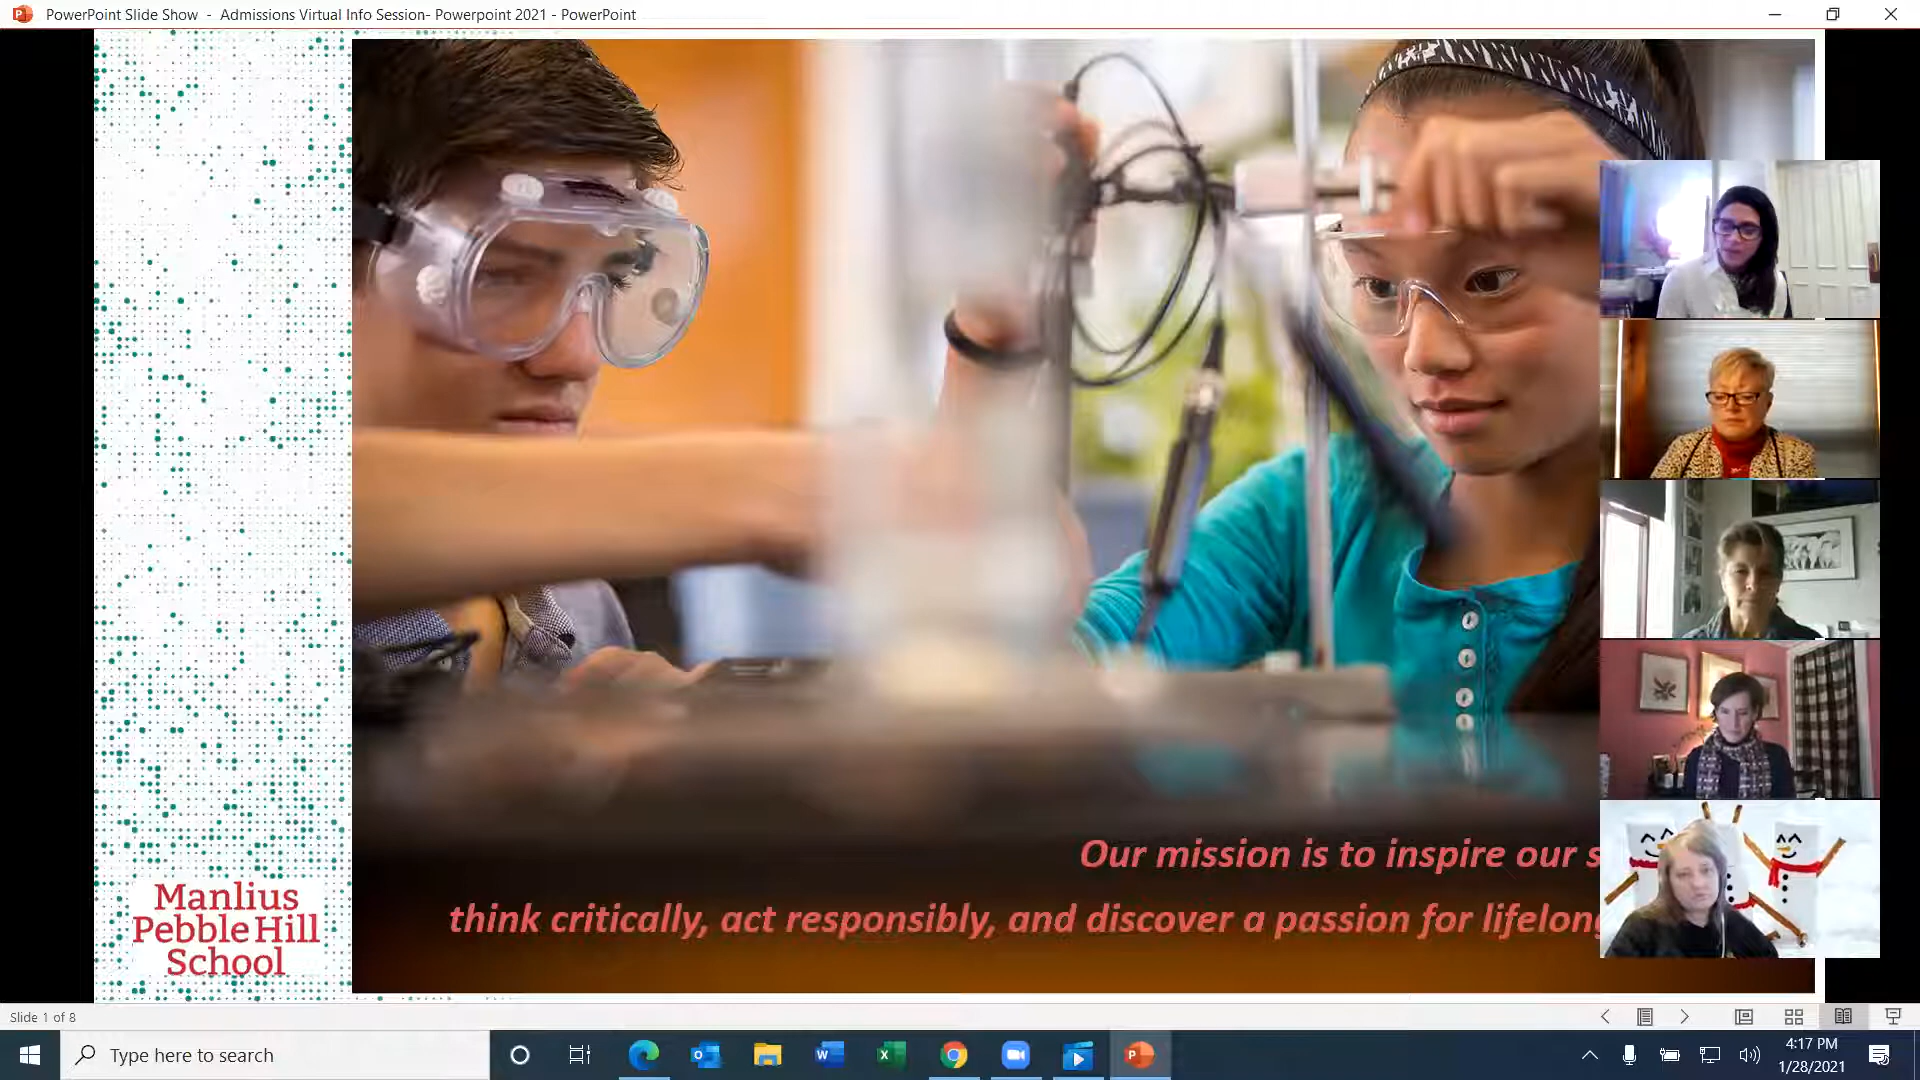 PowerPoint Slide Show - Admissions Virtual Info Session- Powerpoint 2021 - PowerPoint
Our mission is to inspire our
think critically, act responsibly, and discover a passion for
Manlius
Pebble Hill
School
Slide 1 of 8
Type here to search
4:17 PM
1/28/2021